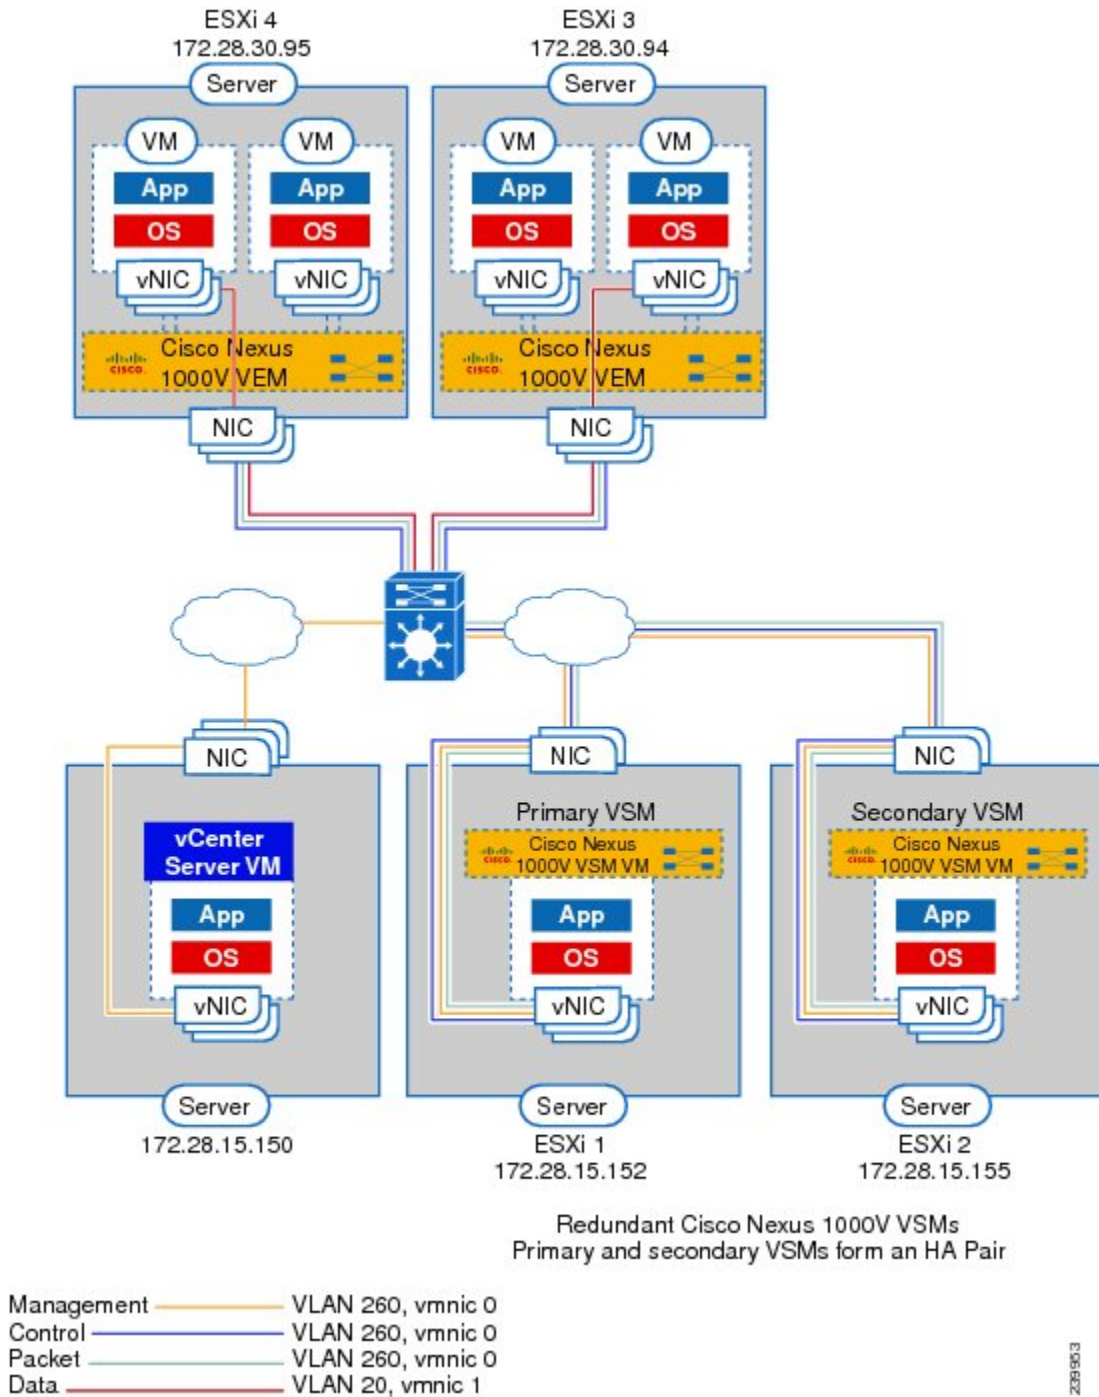 ESXi 4
172.28.30.95
Server
VM
VM
App
App
OS
OS
vNIC
vNIC
CISCO.
Cisco Nexus
1000V VEM
NIC
ESXi 3
172.28.30.94
Server
VM
VM
App
App
OS
OS
vNIC
vNIC
CISCO.
Cisco Nexus
1000V VEM
NIC
NIC
vCenter
Server VM
App
OS
vNIC
Server
172.28.15.150
NIC
Primary VSM
CISCO.
Cisco Nexus
1000V VSM VM
App
OS
vNIC
Server
ESXi 1
172.28.15.152
NIC
Secondary VSM
CISCO.
Cisco Nexus
1000V VSM VM
App
OS
vNIC
Server
ESXi 2
172.28.15.155
Redundant Cisco Nexus 1000V VSMs
Primary and secondary VSMs form an HA Pair
Management VLAN 260, vmnic 0
Control VLAN 260, vmnic 0
Packet VLAN 260, vmnic 0
Data VLAN 20, vmnic 1